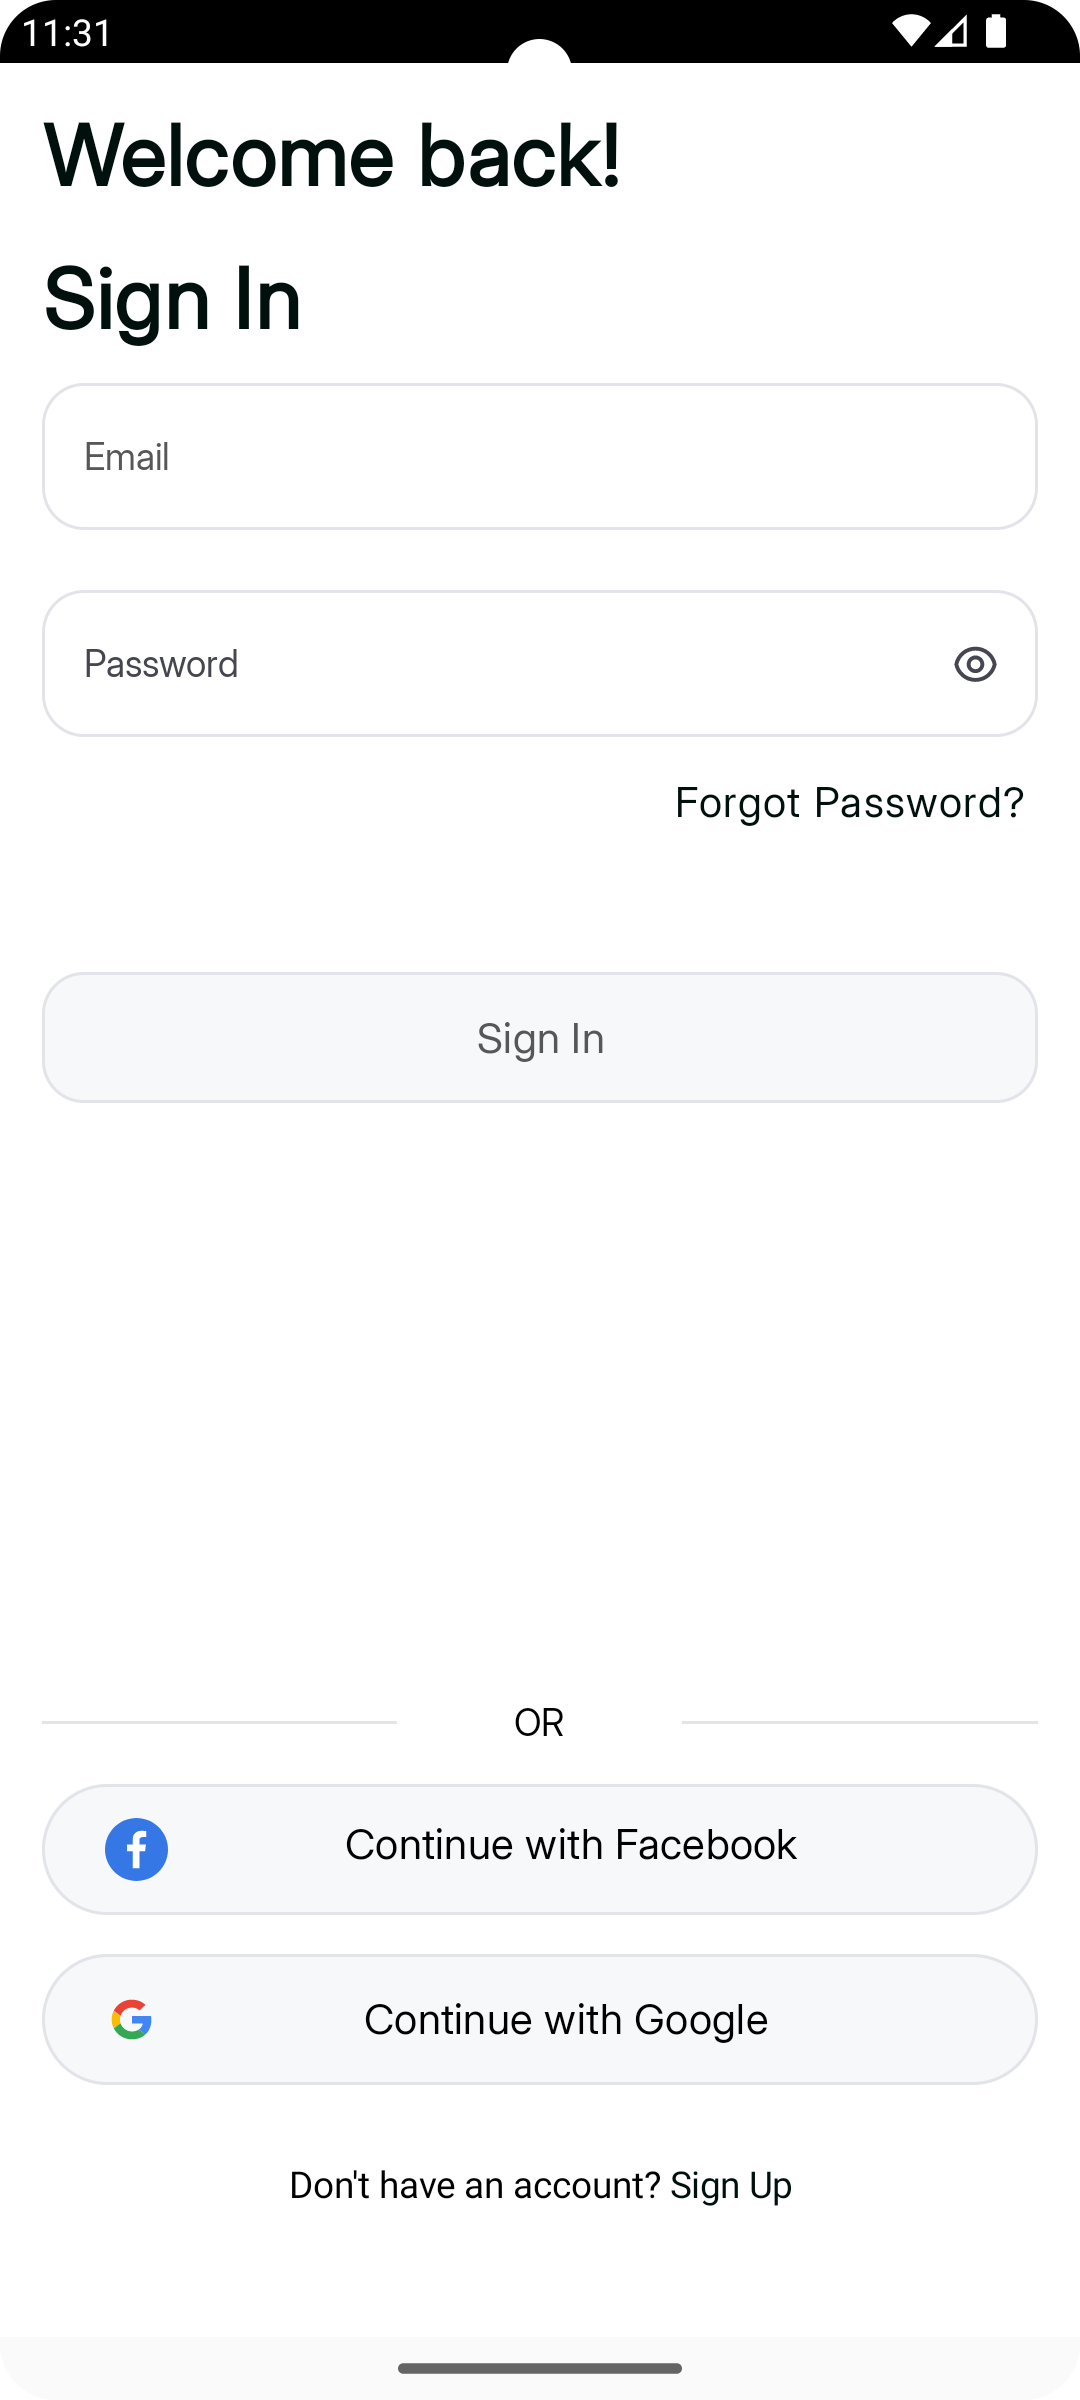 11:31
Welcome back!
Sign In
Email
Password
Forgot Password?
Sign In
OR
Continue with Facebook
Continue with Google
Don't have an account? Sign Up